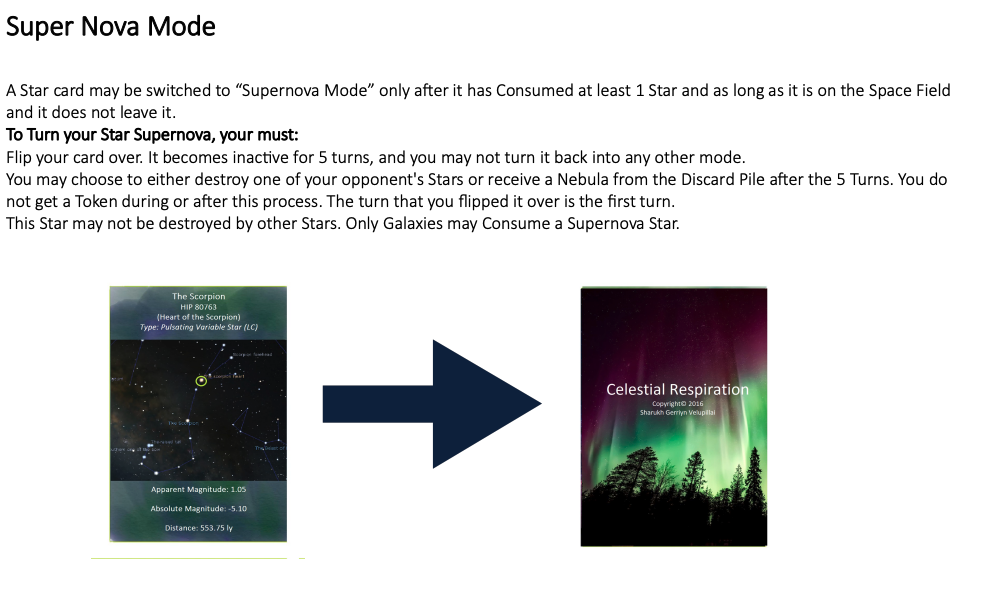 Super Nova Mode
A Star card may be switched to “Supernova Mode” only after it has Consumed at least 1 Star and as long as it is on the Space Field
and it does not leave it.
To Turn your Star Supernova, your must:
Flip your card over. It becomes inactive for 5 turns, and you may not turn it back into any other mode.
You may choose to either destroy one of your opponent's Stars or receive a Nebula from the Discard Pile after the 5 Turns. You do
not get a Token during or after this process. The turn that you flipped it over is the first turn.
This Star may not be destroyed by other Stars. Only Galaxies may Consume a Supernova Star.
The Scorpion
HIP 80763
(Heart of the Scorpion)
Type: Pulsating Variable Star (LC)
Scorpion Forehead
The Scorpion
Apparent Magnitude: 1.05
Absolute Magnitude: -5.10
Distance: 553.75 ly
Celestial Respiration
Copyright© 2016
Sharukh Gerriyn Velupillai